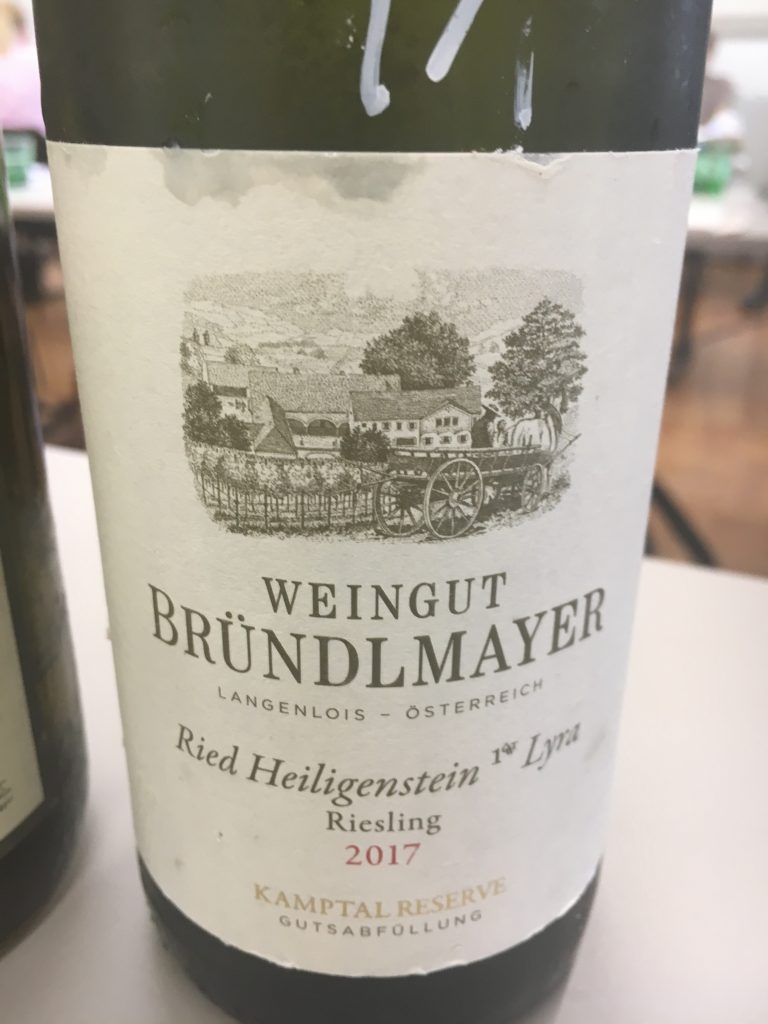 WEINGUT
BRÜNDLMAYER
LANGENLOIS – ÖSTERREICH
Ried Heiligenstein 1ÖTW Lyra
Riesling
2017
KAMPTAL RESERVE
GUTSABFÜLLUNG